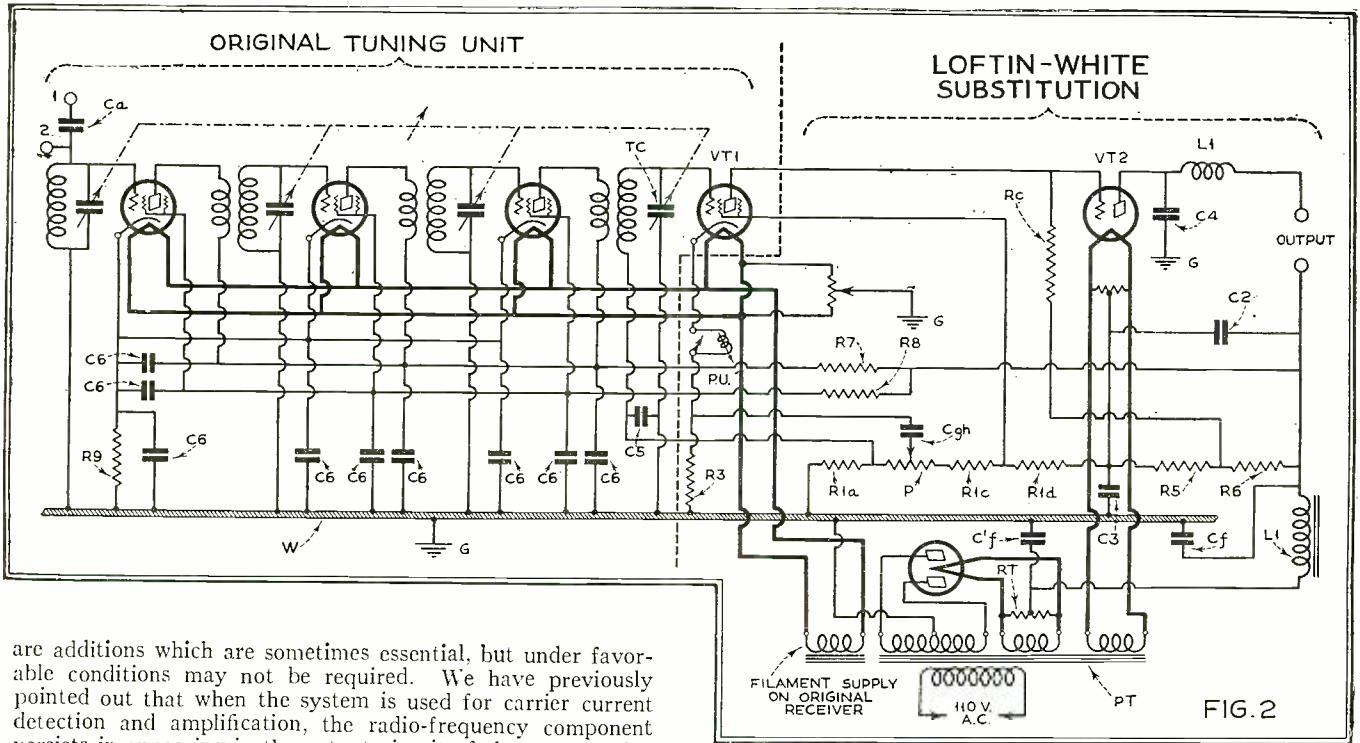 ORIGINAL TUNING UNIT
LOFTIN-WHITE
SUBSTITUTION
1
Ca
2
TC
VT1
VT2
L1
Rc
C4
G
OUTPUT
G
C2
C6
C6
P.U.
R7
R8
R9
C6
C6
C6
C6
C6
C6
C6
C5
R3
Cgh
R1a
P
R1c
R1d
R5
R6
W
G
C'f
C3
Cf
L1
RT
FILAMENT SUPPLY
ON ORIGINAL
RECEIVER
110 V.
A.C.
PT
FIG. 2
are additions which are sometimes essential, but under favor-
able conditions may not be required. We have previously
pointed out that when the system is used for carrier current
detection and amplification, the radio-frequency component